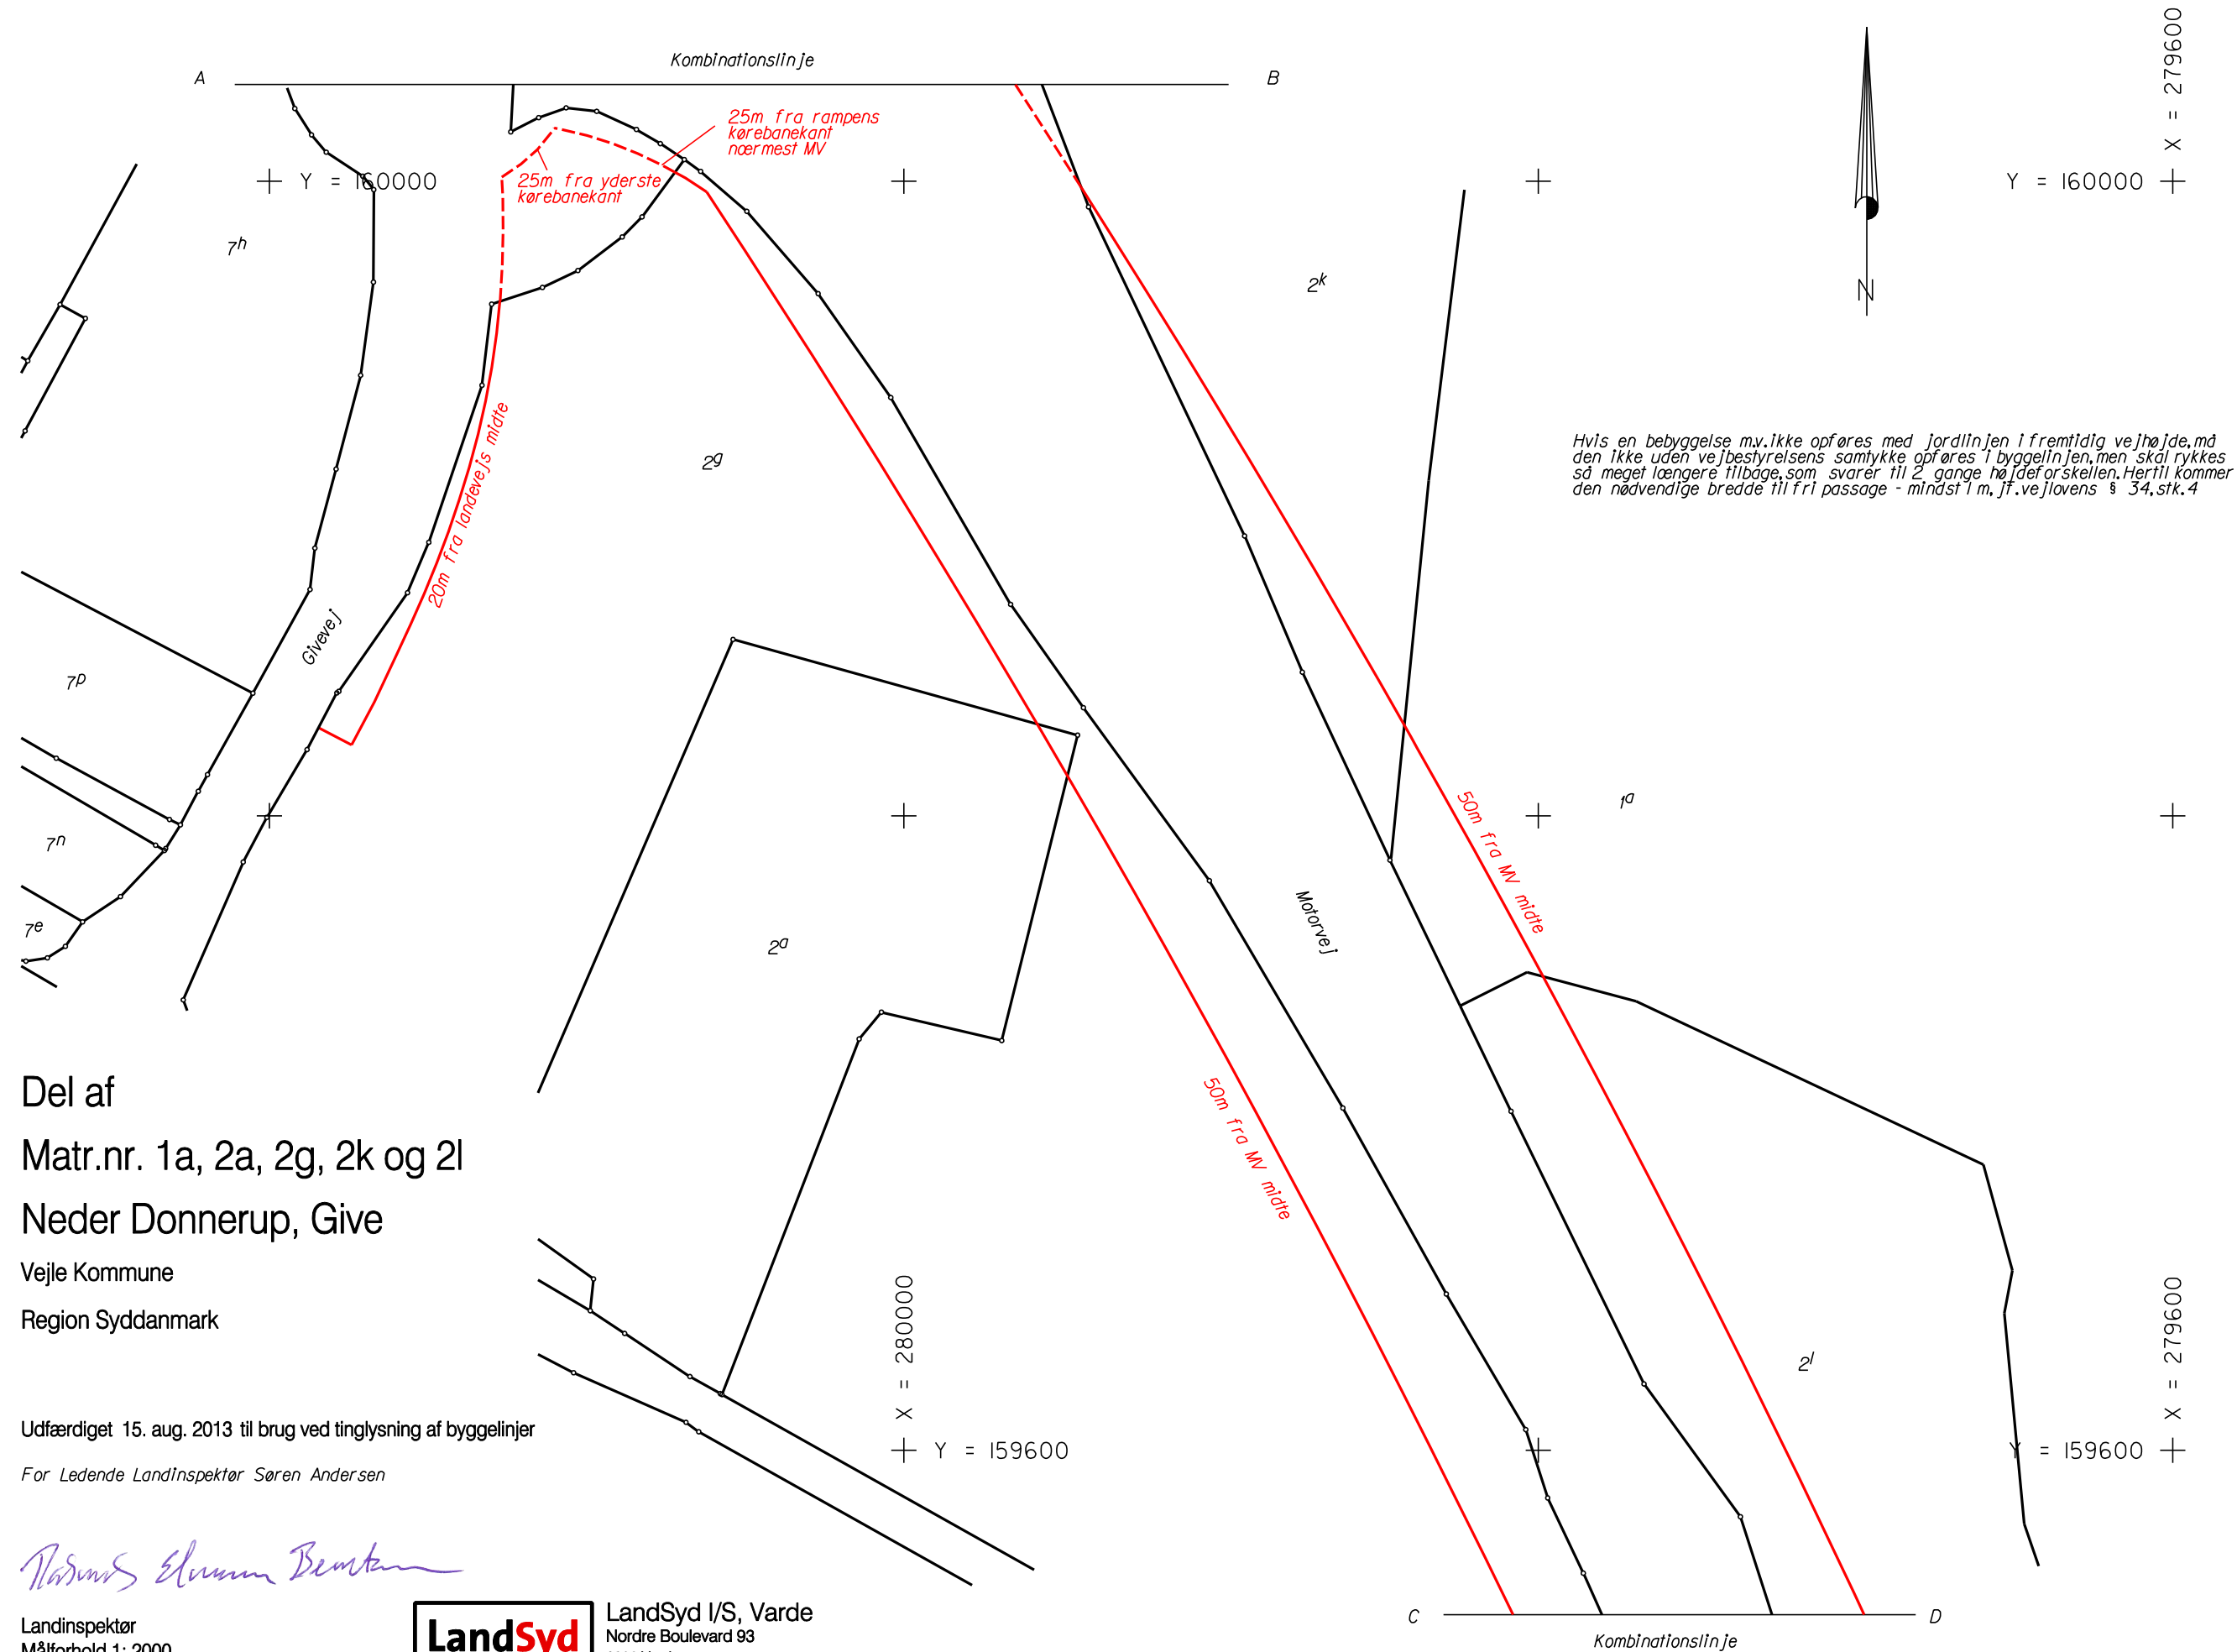 Kombinationslinje
A
B
X = 279600
25m fra rampens
kørebanekant
nærmest MV
25m fra yderste
kørebanekant
Y = 160000
Y = 160000
7h
2k
N
20m fra landevejs midte
2g
Hvis en bebyggelse m.v. ikke opføres med jordlinjen i fremtidig vejhøjde, må
den ikke uden vejbestyrelsens samtykke opføres i byggelinjen, men skal rykkes
så meget længere tilbage, som svarer til 2 gange højdeforskellen. Hertil kommer
den nødvendige bredde til fri passage - mindst 1 m, jf. vejlovens § 34, stk. 4
Givevej
7p
1a
50m fra MV midte
7n
Motorvej
7e
2a
50m fra MV midte
Del af
Matr.nr. 1a, 2a, 2g, 2k og 2l
Neder Donnerup, Give
Vejle Kommune
Region Syddanmark
X = 280000
X = 279600
2l
Udfærdiget 15. aug. 2013 til brug ved tinglysning af byggelinjer
Y = 159600
Y = 159600
For Ledende Landinspektør Søren Andersen
Landinspektør
Målforhold 1: 2000
LandSyd
LandSyd I/S, Varde
Nordre Boulevard 93
C
D
Kombinationslinje